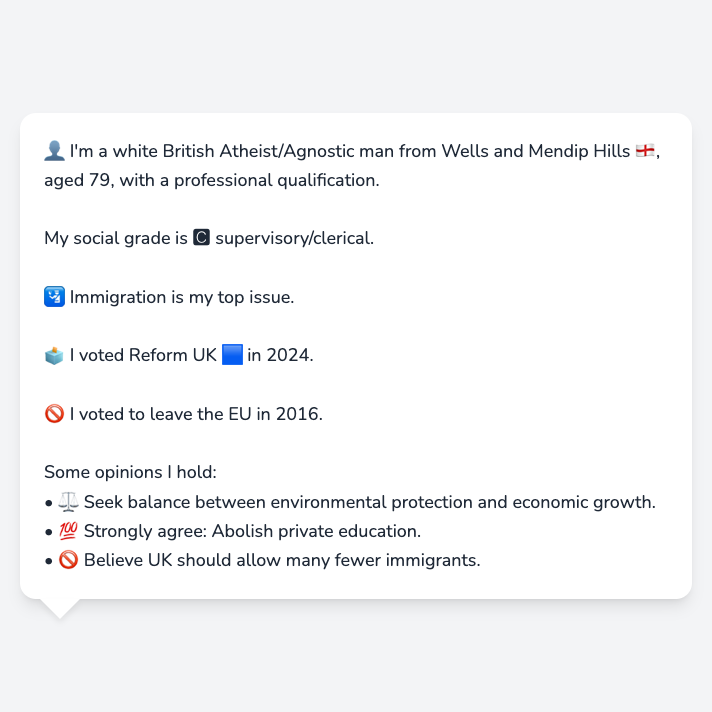 👤 I'm a white British Atheist/Agnostic man from Wells and Mendip Hills 🏴󠁧󠁢󠁥󠁮󠁧󠁿,
aged 79, with a professional qualification.
My social grade is 🅲 supervisory/clerical.
🛂 Immigration is my top issue.
🗳️ I voted Reform UK 🟦 in 2024.
🚫 I voted to leave the EU in 2016.
Some opinions I hold:
• ⚖️ Seek balance between environmental protection and economic growth.
• 💯 Strongly agree: Abolish private education.
• 🚫 Believe UK should allow many fewer immigrants.